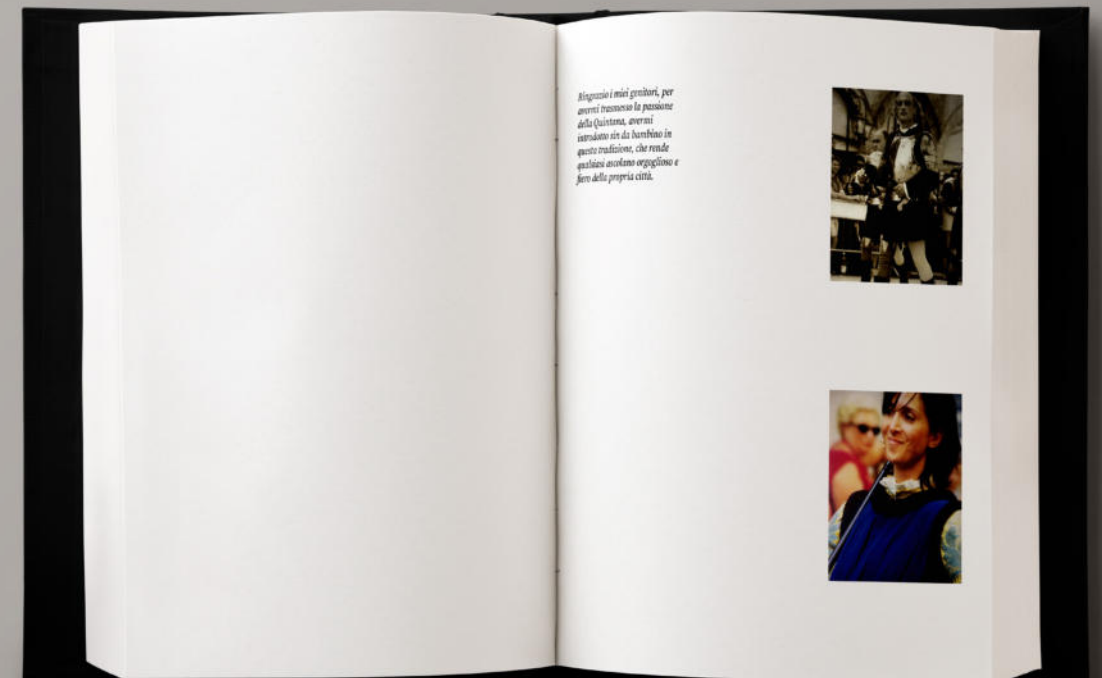 Ringrazio i miei genitori, per
avermi trasmesso la passione
della Quintana, avermi
introdotto sin da bambino in
questa tradizione, che rende
qualsiasi ascolano orgoglioso e
fiero della propria città.